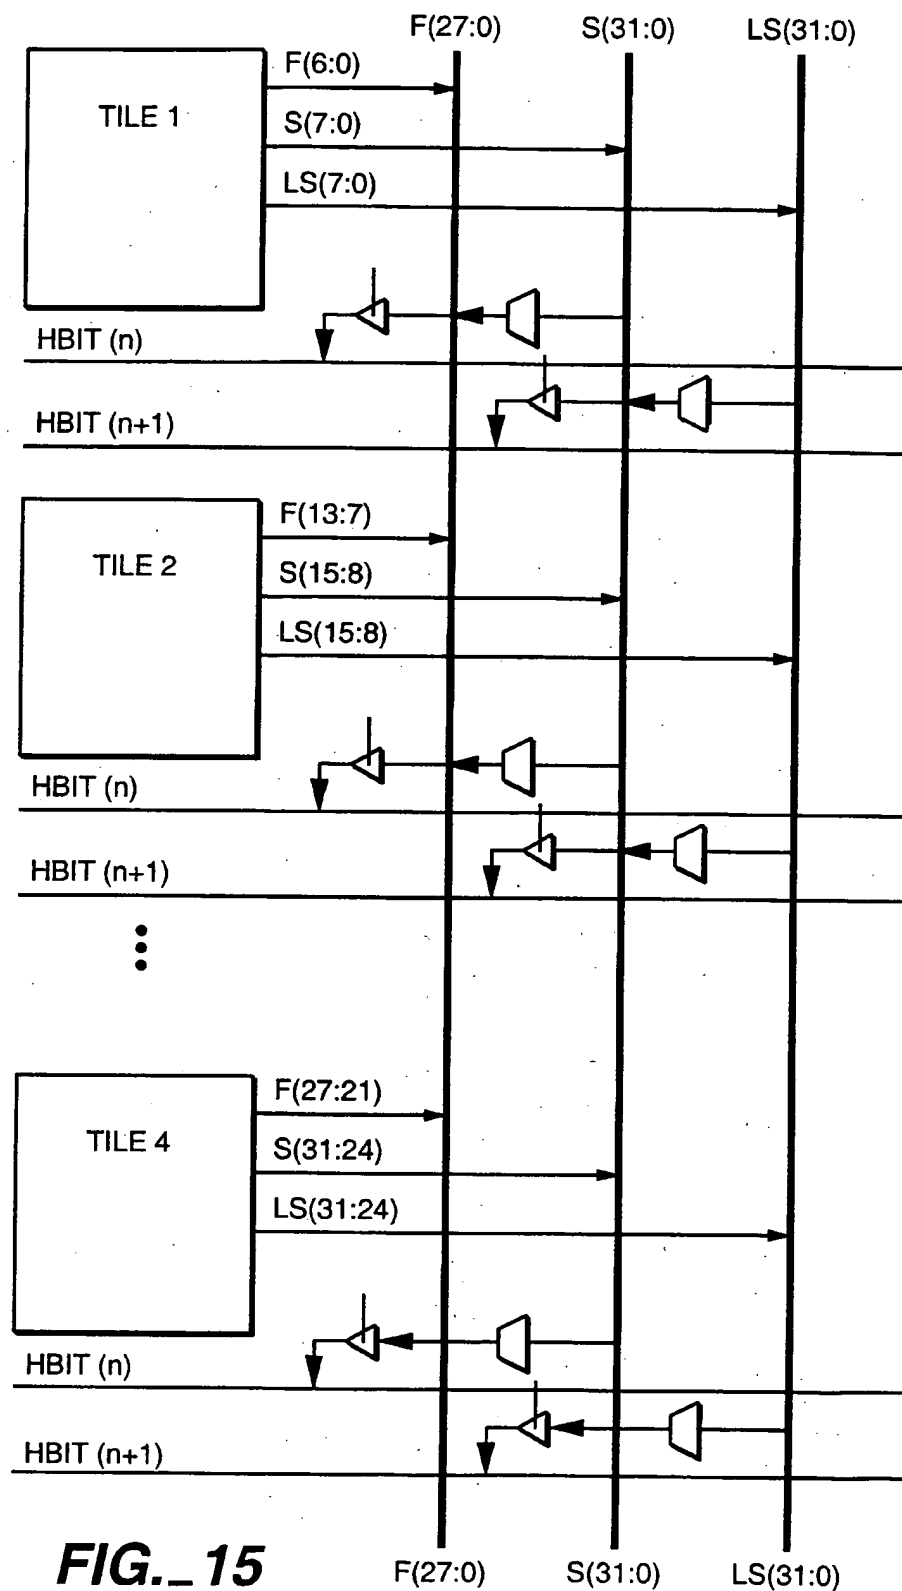 F(27:0) S(31:0) LS(31:0)
TILE 1
F(6:0)
S(7:0)
LS(7:0)
HBIT (n)
HBIT (n+1)
TILE 2
F(13:7)
S(15:8)
LS(15:8)
HBIT (n)
HBIT (n+1)
TILE 4
F(27:21)
S(31:24)
LS(31:24)
HBIT (n)
HBIT (n+1)
FIG._15
F(27:0) S(31:0) LS(31:0)